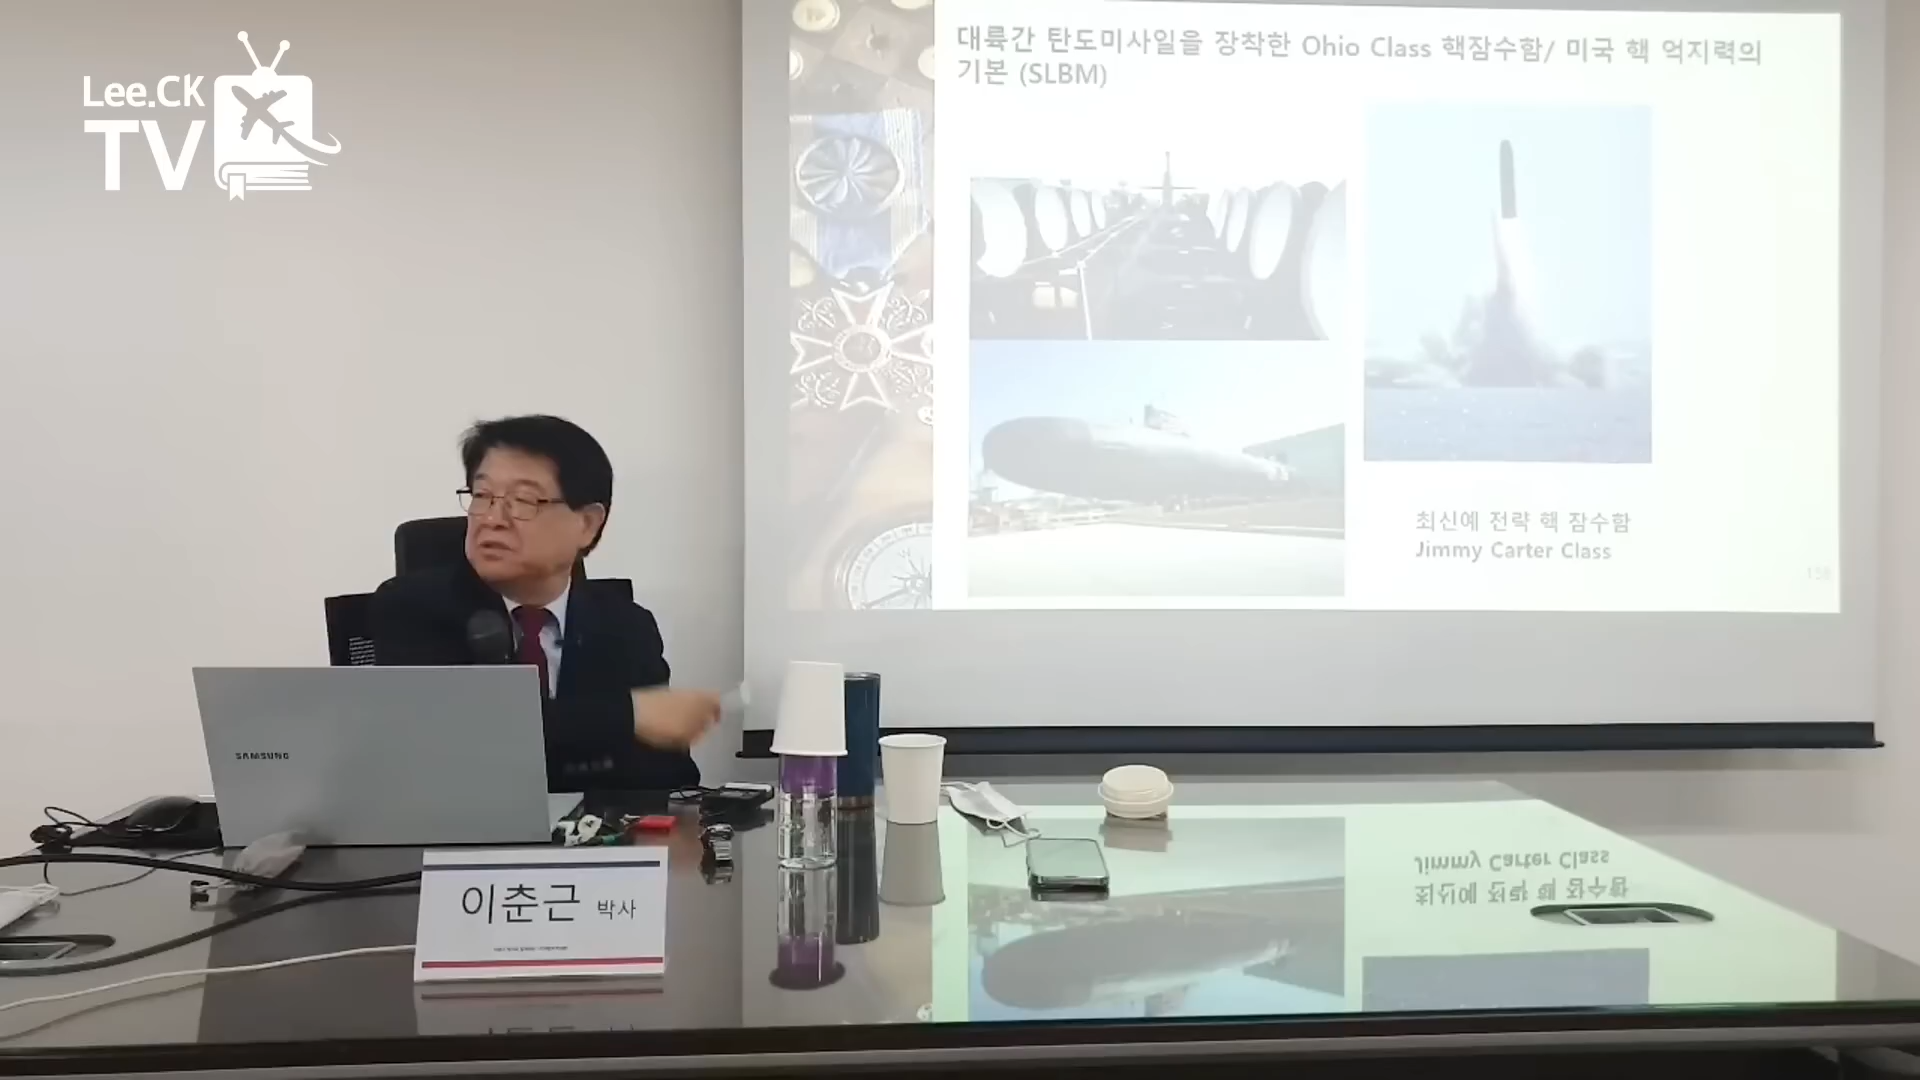 Lee.CK
TV
대륙간 탄도미사일을 장착한 Ohio Class 핵잠수함/ 미국 핵 억지력의
기본 (SLBM)
최신예 전략 핵 잠수함
Jimmy Carter Class
158
SAMSUNG
이춘근 박사